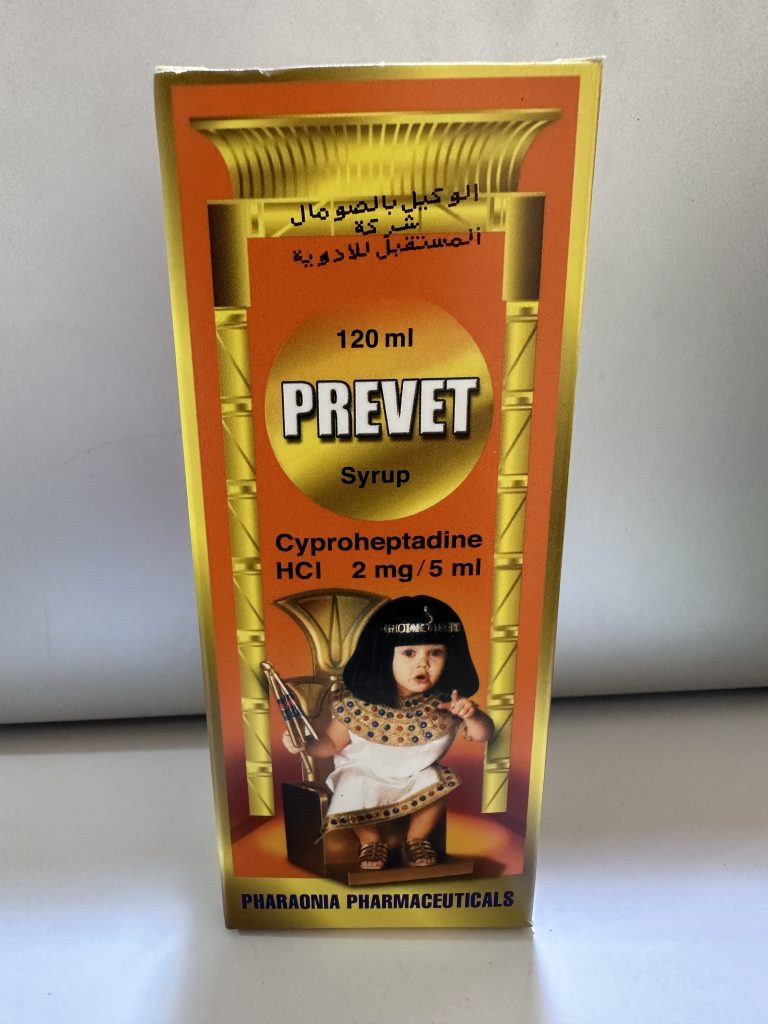 الوكيل بالصومال
شركة
المستقبل للادوية
120 ml
PREVET
Syrup
Cyproheptadine
HCl 2 mg/5 ml
PHARAONIA PHARMACEUTICALS